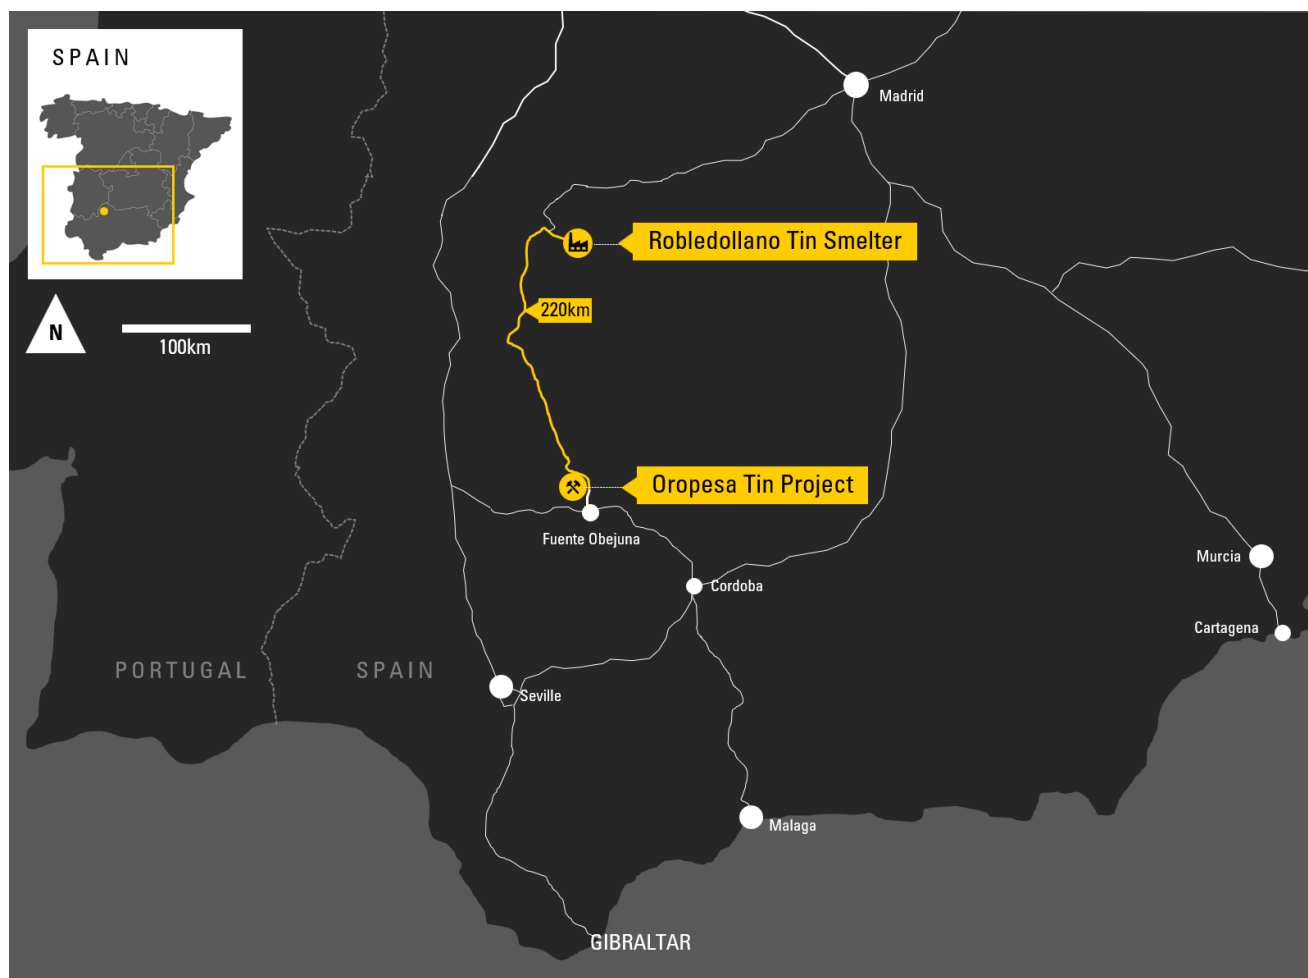 SPAIN
Madrid
Robledollano Tin Smelter
220km
N
100km
Oropesa Tin Project
Fuente Obejuna
Murcia
Cordoba
Cartagena
PORTUGAL
SPAIN
Seville
Malaga
GIBRALTAR